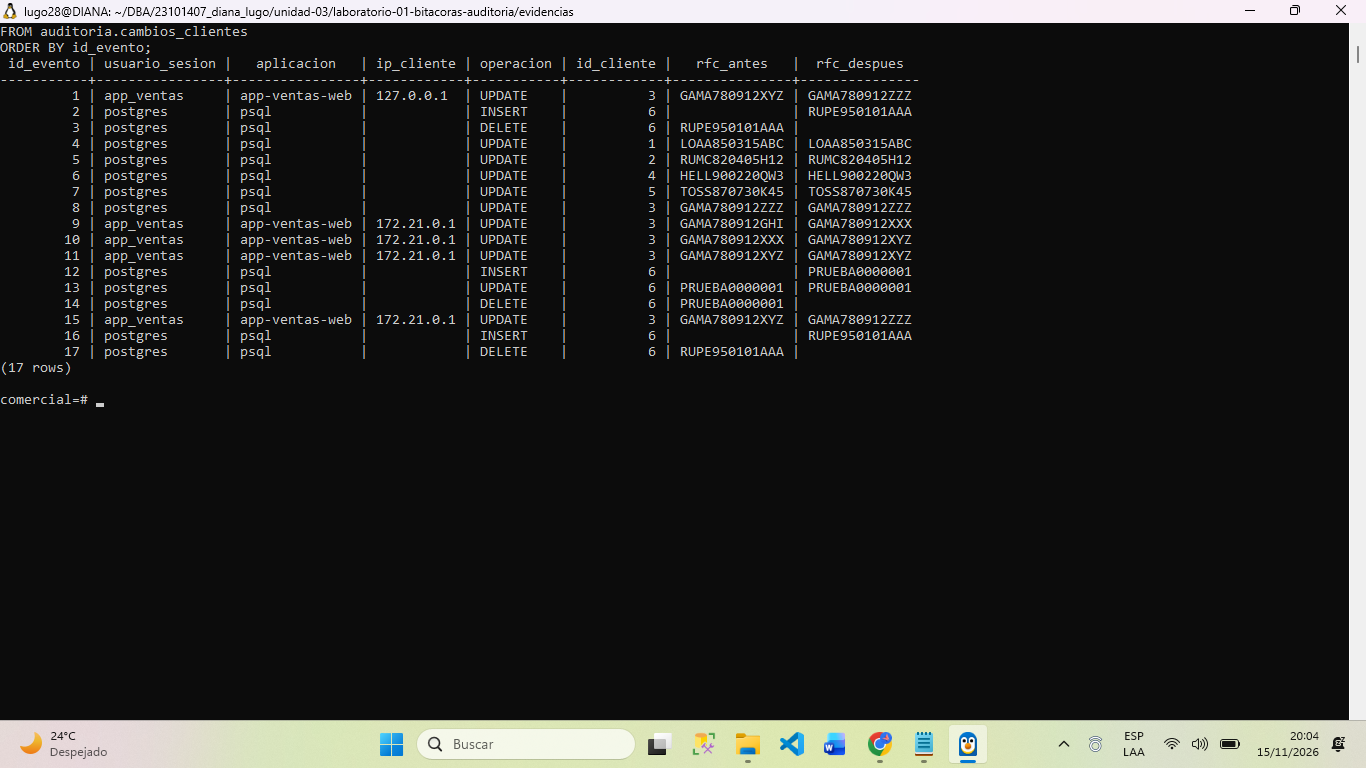 lugo28@DIANA: ~/DBA/23101407_diana_lugo/unidad-03/laboratorio-01-bitacoras-auditoria/evidencias
FROM auditoria.cambios_clientes
ORDER BY id_evento;
 id_evento | usuario_sesion |   aplicacion   | ip_cliente | operacion | id_cliente |   rfc_antes   |  rfc_despues
-----------+----------------+----------------+------------+-----------+------------+---------------+---------------
         1 | app_ventas     | app-ventas-web | 127.0.0.1  | UPDATE    |          3 | GAMA780912XYZ | GAMA780912ZZZ
         2 | postgres       | psql           |            | INSERT    |          6 |               | RUPE950101AAA
         3 | postgres       | psql           |            | DELETE    |          6 | RUPE950101AAA |
         4 | postgres       | psql           |            | UPDATE    |          1 | LOAA850315ABC | LOAA850315ABC
         5 | postgres       | psql           |            | UPDATE    |          2 | RUMC820405H12 | RUMC820405H12
         6 | postgres       | psql           |            | UPDATE    |          4 | HELL900220QW3 | HELL900220QW3
         7 | postgres       | psql           |            | UPDATE    |          5 | TOSS870730K45 | TOSS870730K45
         8 | postgres       | psql           |            | UPDATE    |          3 | GAMA780912ZZZ | GAMA780912ZZZ
         9 | app_ventas     | app-ventas-web | 172.21.0.1 | UPDATE    |          3 | GAMA780912GHI | GAMA780912XXX
        10 | app_ventas     | app-ventas-web | 172.21.0.1 | UPDATE    |          3 | GAMA780912XXX | GAMA780912XYZ
        11 | app_ventas     | app-ventas-web | 172.21.0.1 | UPDATE    |          3 | GAMA780912XYZ | GAMA780912XYZ
        12 | postgres       | psql           |            | INSERT    |          6 |               | PRUEBA0000001
        13 | postgres       | psql           |            | UPDATE    |          6 | PRUEBA0000001 | PRUEBA0000001
        14 | postgres       | psql           |            | DELETE    |          6 | PRUEBA0000001 |
        15 | app_ventas     | app-ventas-web | 172.21.0.1 | UPDATE    |          3 | GAMA780912XYZ | GAMA780912ZZZ
        16 | postgres       | psql           |            | INSERT    |          6 |               | RUPE950101AAA
        17 | postgres       | psql           |            | DELETE    |          6 | RUPE950101AAA |
(17 rows)
comercial=#
24°C
Despejado
Buscar
ESP
LAA
20:04
15/11/2026